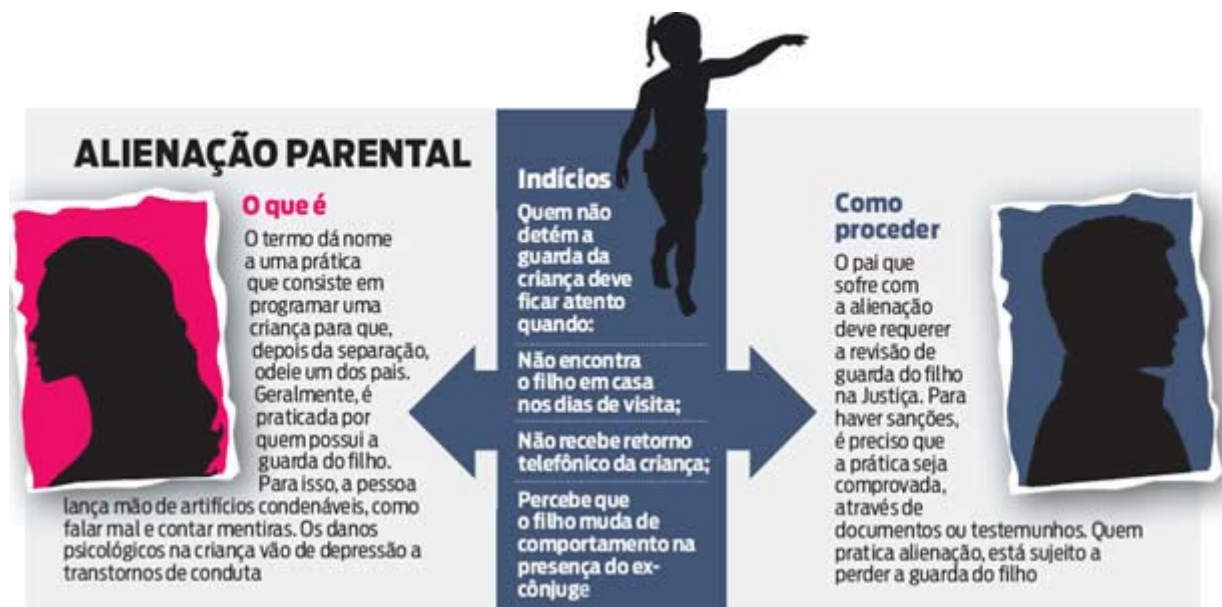 ALIENAÇÃO PARENTAL
O que é
O termo dá nome
a uma prática
que consiste em
programar uma
criança para que,
depois da separação,
odeie um dos pais.
Geralmente, é
praticada por
quem possui a
guarda do filho.
Para isso, a pessoa
lança mão de artifícios condenáveis, como
falar mal e contar mentiras. Os danos
psicológicos na criança vão de depressão a
transtornos de conduta
Indícios
Quem não
detém a
guarda da
criança deve
ficar atento
quando:
Não encontra
o filho em casa
nos dias de visita;
Não recebe retorno
telefônico da criança;
Percebe que
o filho muda de
comportamento na
presença do ex-
cônjuge
Como
proceder
O pai que
sofre com
a alienação
deve requerer
a revisão de
guarda do filho
na Justiça. Para
haver sanções,
é preciso que
a prática seja
comprovada,
através de
documentos ou testemunhos. Quem
pratica alienação, está sujeito a
perder a guarda do filho